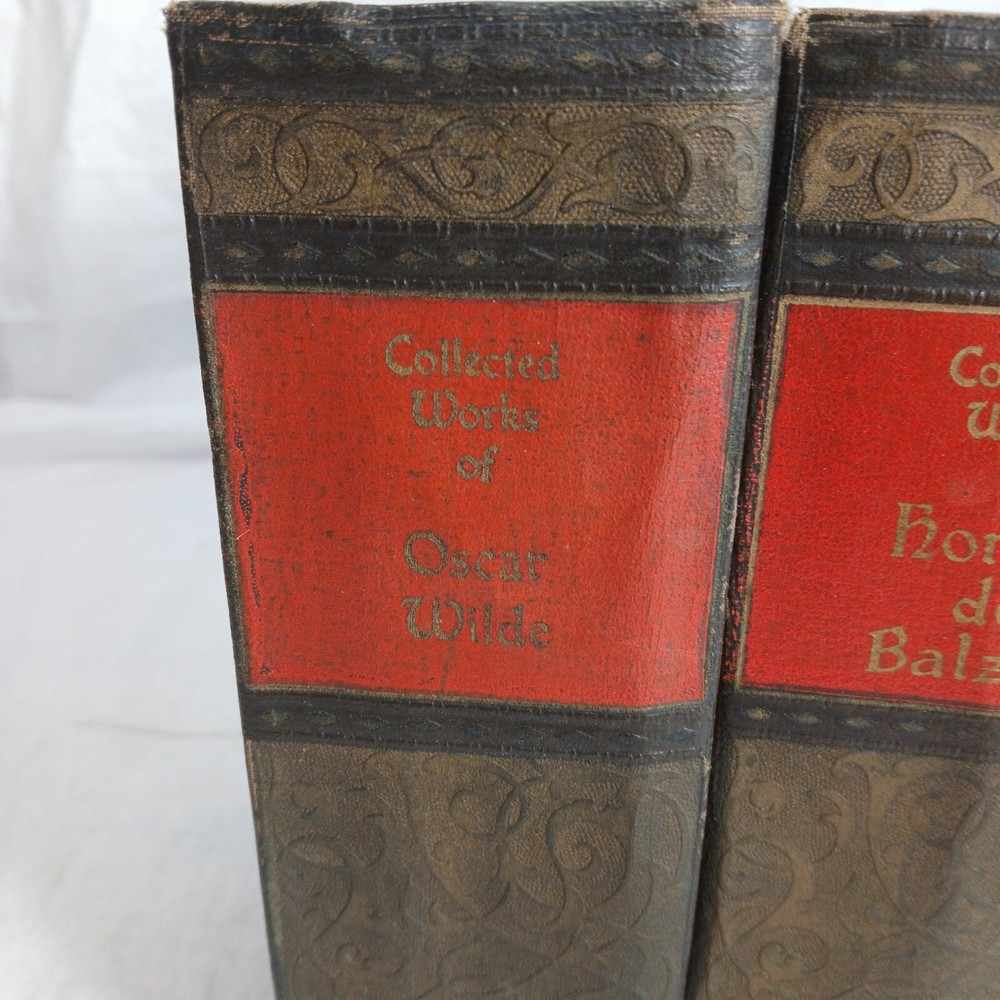 Collected
Works
of
Oscar
Wilde
Co
W
Hon
de
Balz